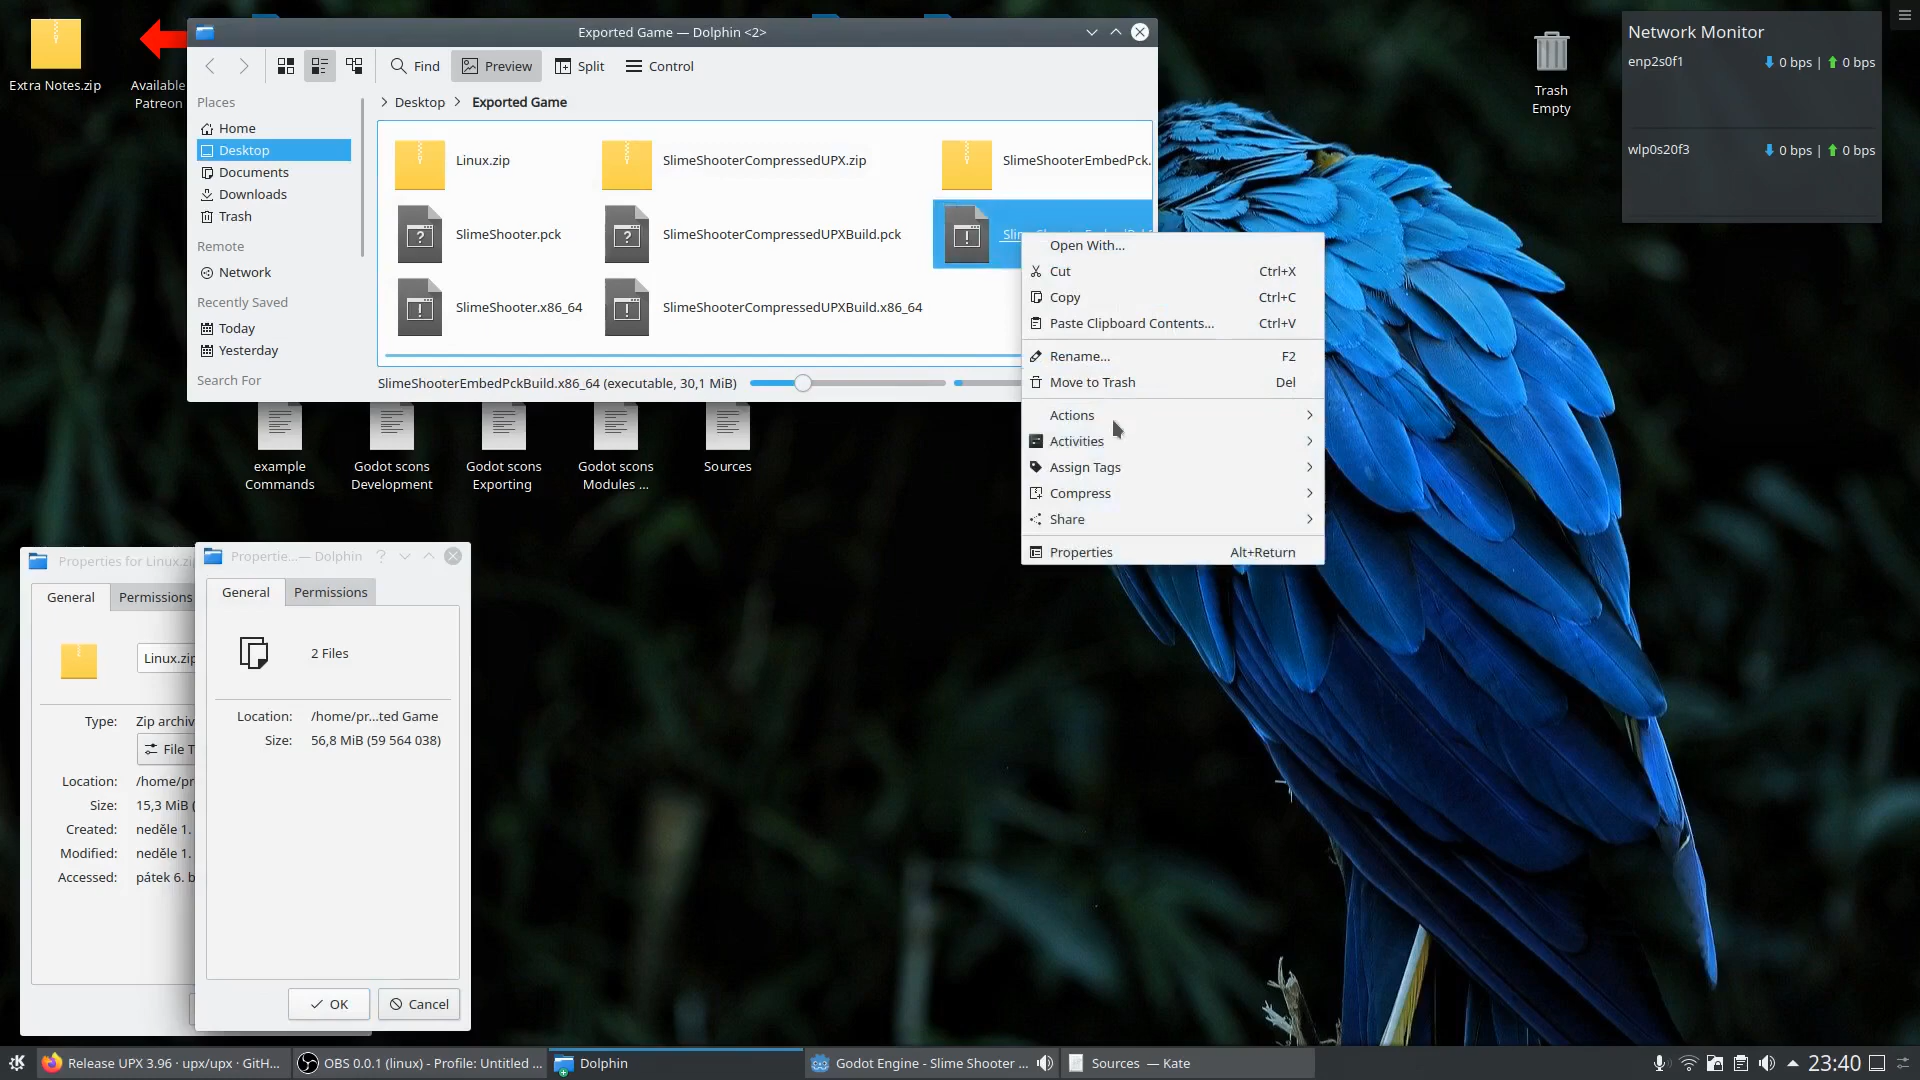 Extra Notes.zip
Available
Patreon
Exported Game — Dolphin <2>
Find
Preview
Split
Control
Places
Home
Desktop
Documents
Downloads
Trash
Remote
Network
Recently Saved
Today
Yesterday
Search For
Desktop
Exported Game
Linux.zip
SlimeShooterCompressedUPX.zip
SlimeShooterEmbedPck.
SlimeShooter.pck
SlimeShooterCompressedUPXBuild.pck
SlimeShooter.x86_64
SlimeShooterCompressedUPXBuild.x86_64
SlimeShooterEmbedPckBuild.x86_64 (executable, 30,1 MiB)
Open With...
Cut Ctrl+X
Copy Ctrl+C
Paste Clipboard Contents... Ctrl+V
Rename... F2
Move to Trash Del
Actions
Activities
Assign Tags
Compress
Share
Properties Alt+Return
Trash
Empty
Network Monitor
enp2s0f1 0 bps | 0 bps
wlp0s20f3 0 bps | 0 bps
example
Commands
Godot scons
Development
Godot scons
Exporting
Godot scons
Modules ...
Sources
Properties for Linux.zi
General
Permissions
Linux.zip
Type: Zip archiv
File T
Location: /home/pr
Size: 15,3 MiB (
Created: neděle 1.
Modified: neděle 1.
Accessed: pátek 6. b
Propertie...— Dolphin
General
Permissions
2 Files
Location: /home/pr...ted Game
Size: 56,8 MiB (59 564 038)
OK
Cancel
Release UPX 3.96 · upx/upx · GitH...
OBS 0.0.1 (linux) - Profile: Untitled ...
Dolphin
Godot Engine - Slime Shooter ...
Sources — Kate
23:40